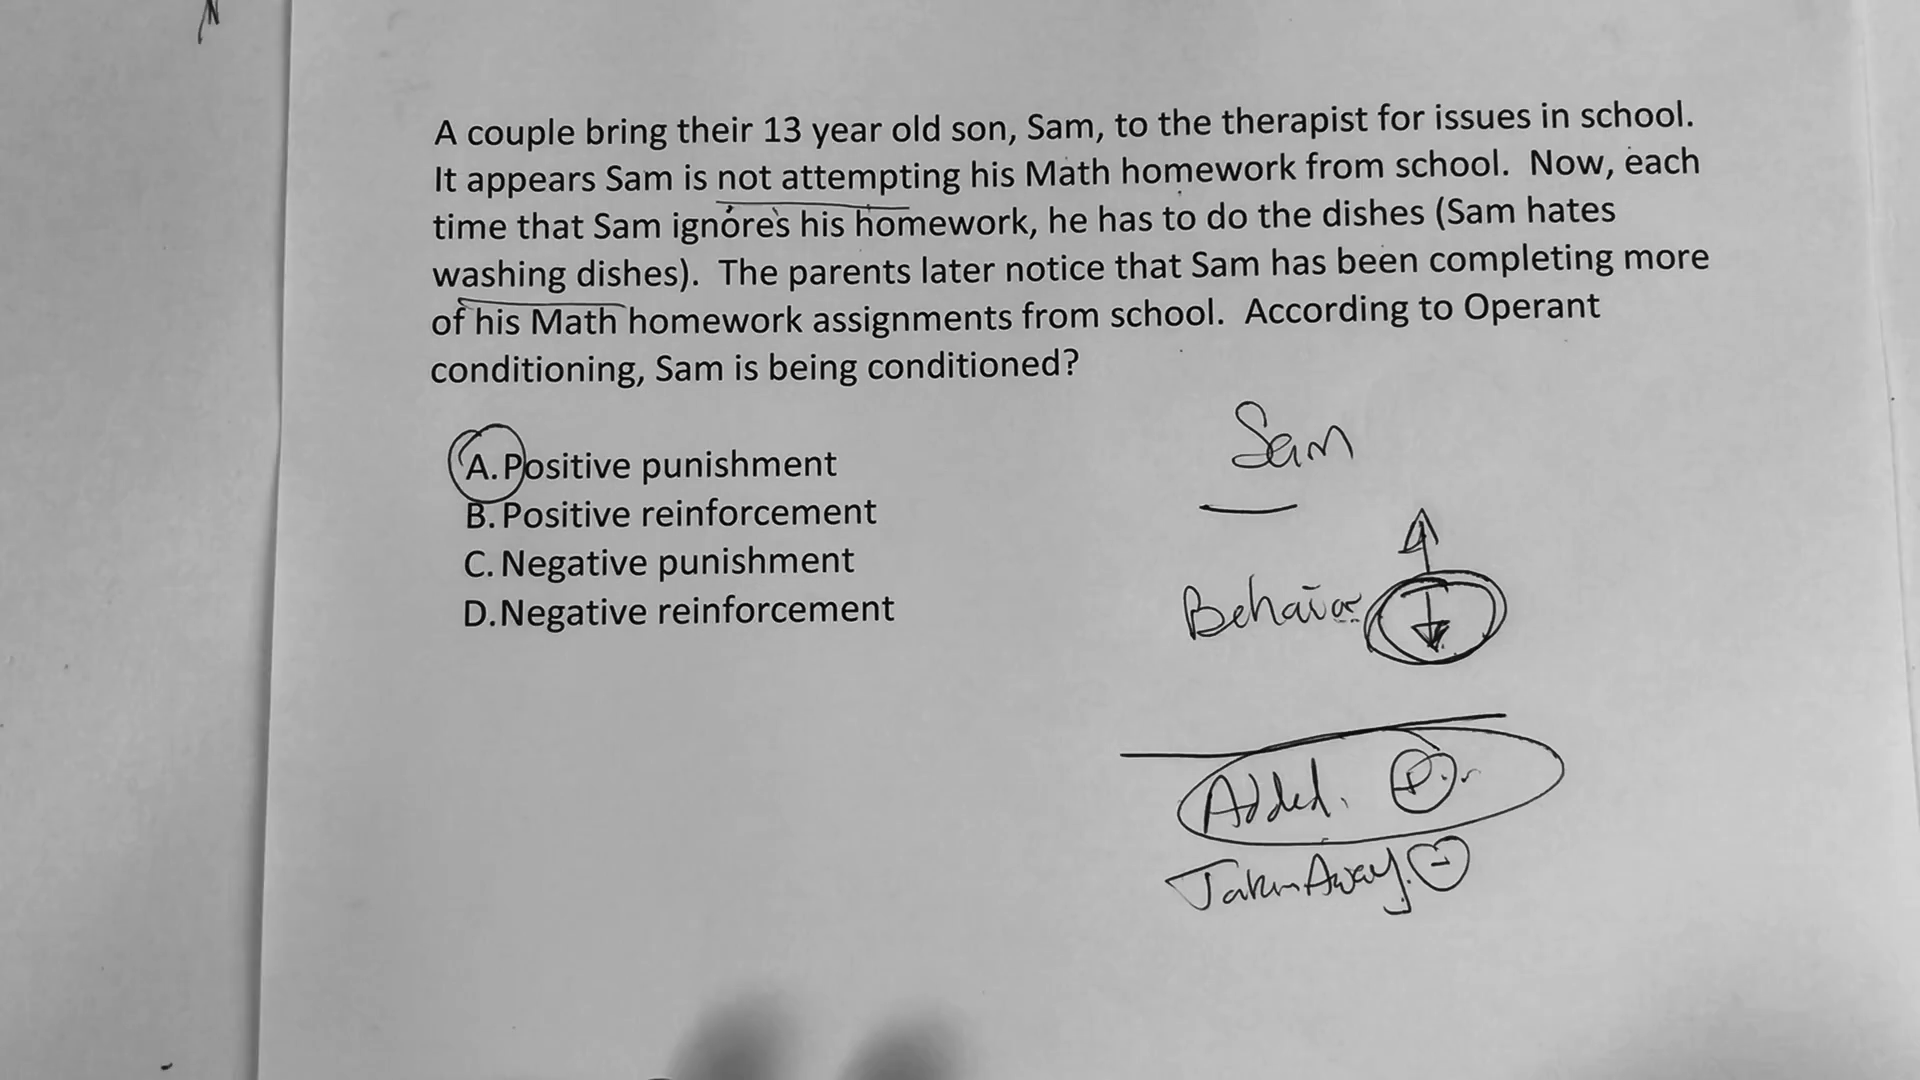 A couple bring their 13 year old son, Sam, to the therapist for issues in school.
It appears Sam is not attempting his Math homework from school. Now, each
time that Sam ignores his homework, he has to do the dishes (Sam hates
washing dishes). The parents later notice that Sam has been completing more
of his Math homework assignments from school. According to Operant
conditioning, Sam is being conditioned?
A. Positive punishment
B. Positive reinforcement
C. Negative punishment
D. Negative reinforcement
Sam
Behavior
Added. +
Taken Away. -